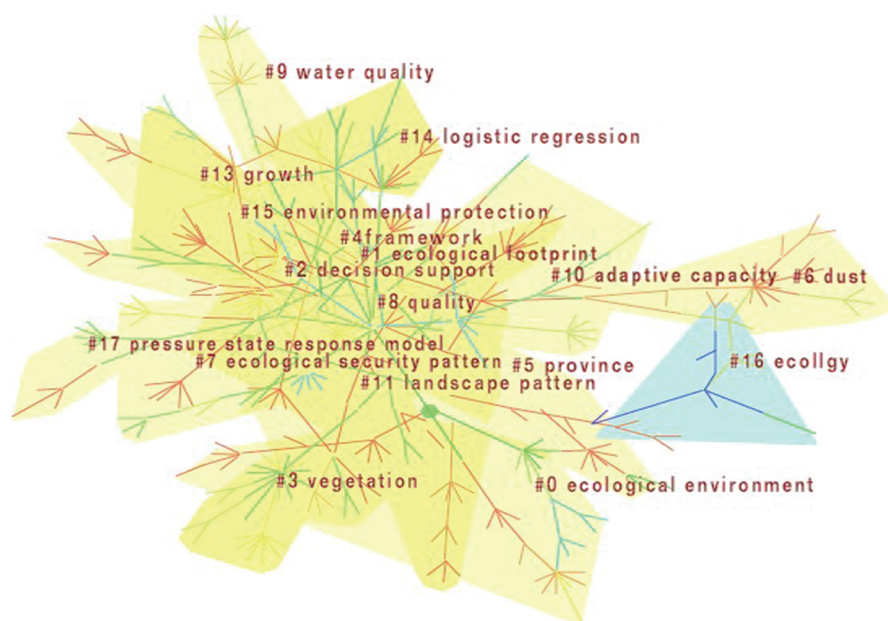 #9 water quality
#14 logistic regression
#13 growth
#15 environmental protection
#4framework
#1 ecological footprint
#2 decision support
#10 adaptive capacity
#6 dust
#8 quality
#17 pressure state response model
#7 ecological security pattern
#5 province
#16 ecollgy
#11 landscape pattern
#3 vegetation
#0 ecological environment